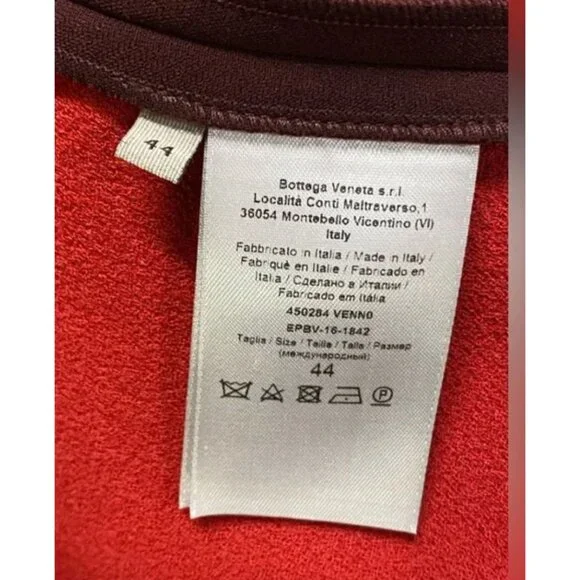 44
Bottega Veneta s.r.l.
Località Conti Maltraverso,1
36054 Montebello Vicentino (VI)
Italy
Fabbricato in Italia / Made in Italy /
Fabriqué en Italie / Fabricado en
Italia / Сделано в Италии /
Fabricado em Itália
450284 VENN0
EPBV-16-1842
Taglia / Size / Taille / Talla / Размер
(международный)
44
P